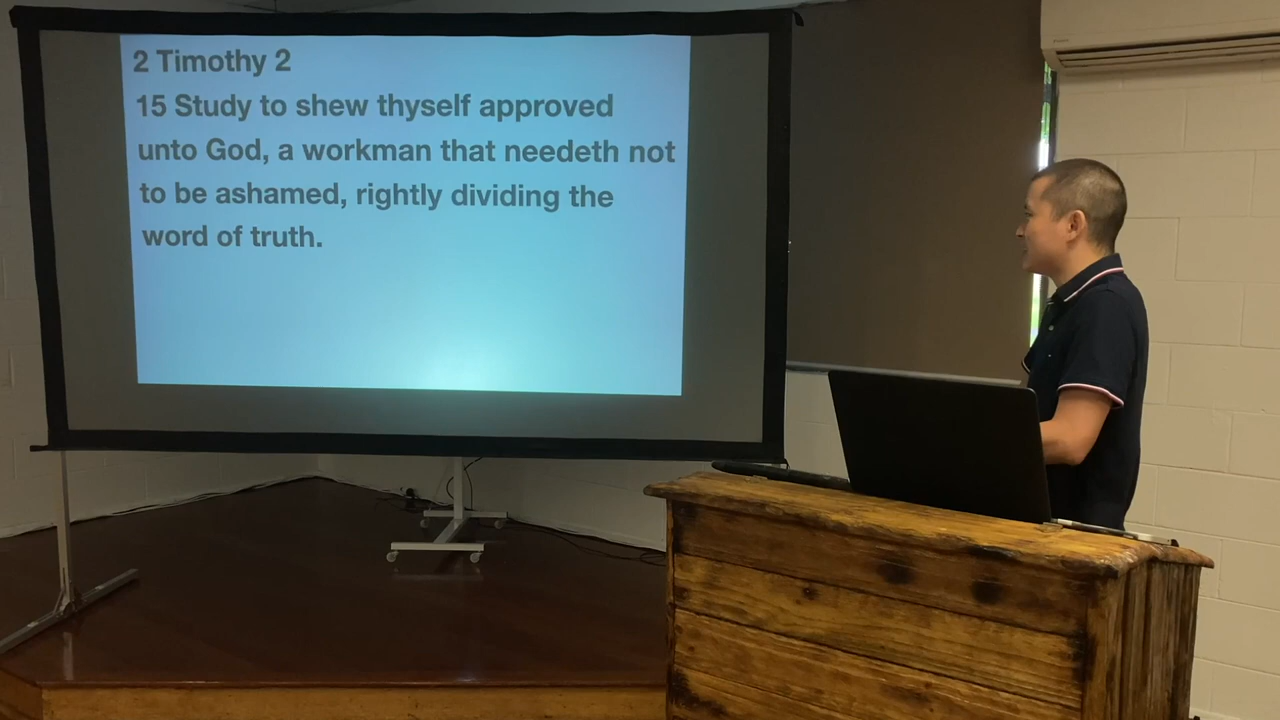 2 Timothy 2
15 Study to shew thyself approved
unto God, a workman that needeth not
to be ashamed, rightly dividing the
word of truth.